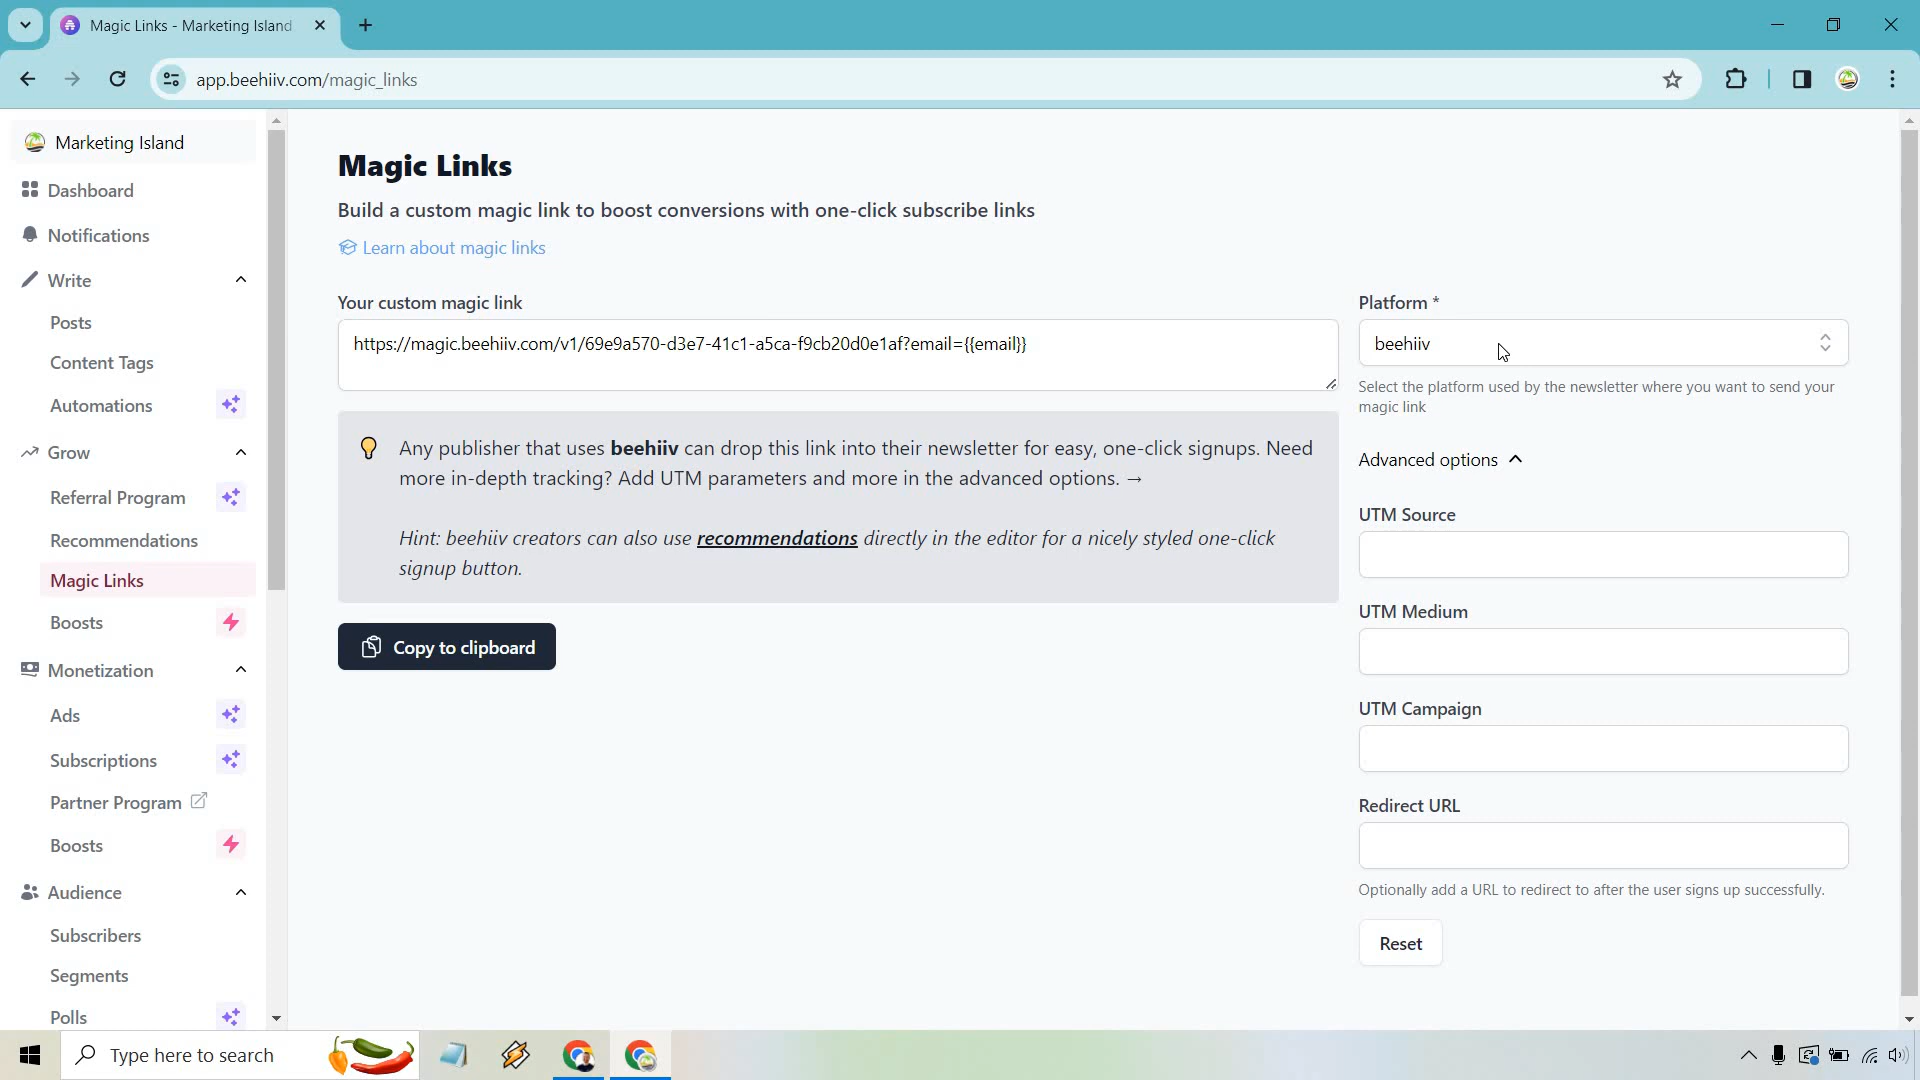 Magic Links - Marketing Island
app.beehiiv.com/magic_links
Marketing Island
Dashboard
Notifications
Write
Posts
Content Tags
Automations
Grow
Referral Program
Recommendations
Magic Links
Boosts
Monetization
Ads
Subscriptions
Partner Program
Boosts
Audience
Subscribers
Segments
Polls
Magic Links
Build a custom magic link to boost conversions with one-click subscribe links
Learn about magic links
Your custom magic link
https://magic.beehiiv.com/v1/69e9a570-d3e7-41c1-a5ca-f9cb20d0e1af?email={{email}}
Any publisher that uses beehiiv can drop this link into their newsletter for easy, one-click signups. Need
more in-depth tracking? Add UTM parameters and more in the advanced options. →
Hint: beehiiv creators can also use recommendations directly in the editor for a nicely styled one-click
signup button.
Copy to clipboard
Platform *
beehiiv
Select the platform used by the newsletter where you want to send your
magic link
Advanced options
UTM Source
UTM Medium
UTM Campaign
Redirect URL
Optionally add a URL to redirect to after the user signs up successfully.
Reset
Type here to search